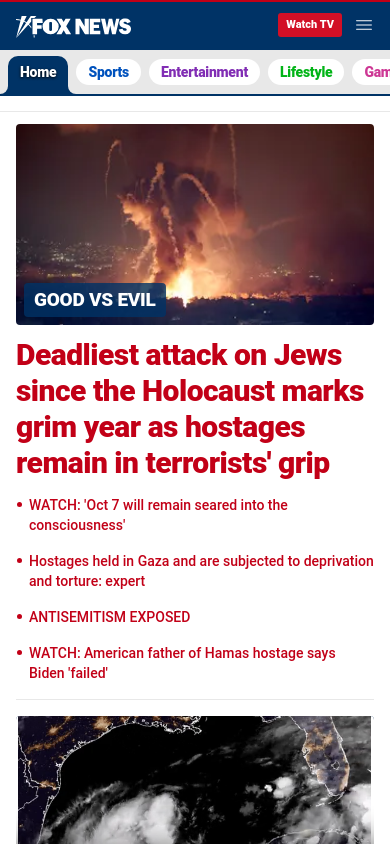 FOX NEWS
Watch TV
Home
Sports
Entertainment
Lifestyle
Gam
GOOD VS EVIL
Deadliest attack on Jews
since the Holocaust marks
grim year as hostages
remain in terrorists' grip
• WATCH: 'Oct 7 will remain seared into the
consciousness'
• Hostages held in Gaza and are subjected to deprivation
and torture: expert
• ANTISEMITISM EXPOSED
• WATCH: American father of Hamas hostage says
Biden 'failed'